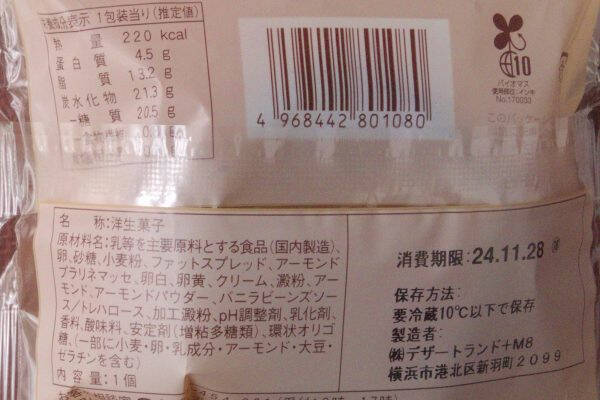 栄養成分表示 1包装当り(推定値)
熱量 220 kcal
蛋白質 4.5 g
脂質 13.2 g
炭水化物 21.3 g
-糖質 20.5 g
4 968442 801080
10
バイオマス
使用部位:インキ
No.170033
このパッケー
名 称:洋生菓子
原材料名:乳等を主要原料とする食品(国内製造)、
卵、砂糖、小麦粉、ファットスプレッド、アーモンド
プラリネマッセ、卵白、卵黄、クリーム、澱粉、アー
モンド、アーモンドパウダー、バニラビーンズソー
ス/トレハロース、加工澱粉、pH調整剤、乳化剤、
香料、酸味料、安定剤(増粘多糖類)、環状オリゴ
糖、(一部に小麦・卵・乳成分・アーモンド・大豆・
ゼラチンを含む)
内容量:1個
消費期限:24.11.28
保存方法:
要冷蔵10℃以下で保存
製造者:
㈱デザートランド+M8
横浜市港北区新羽町2099